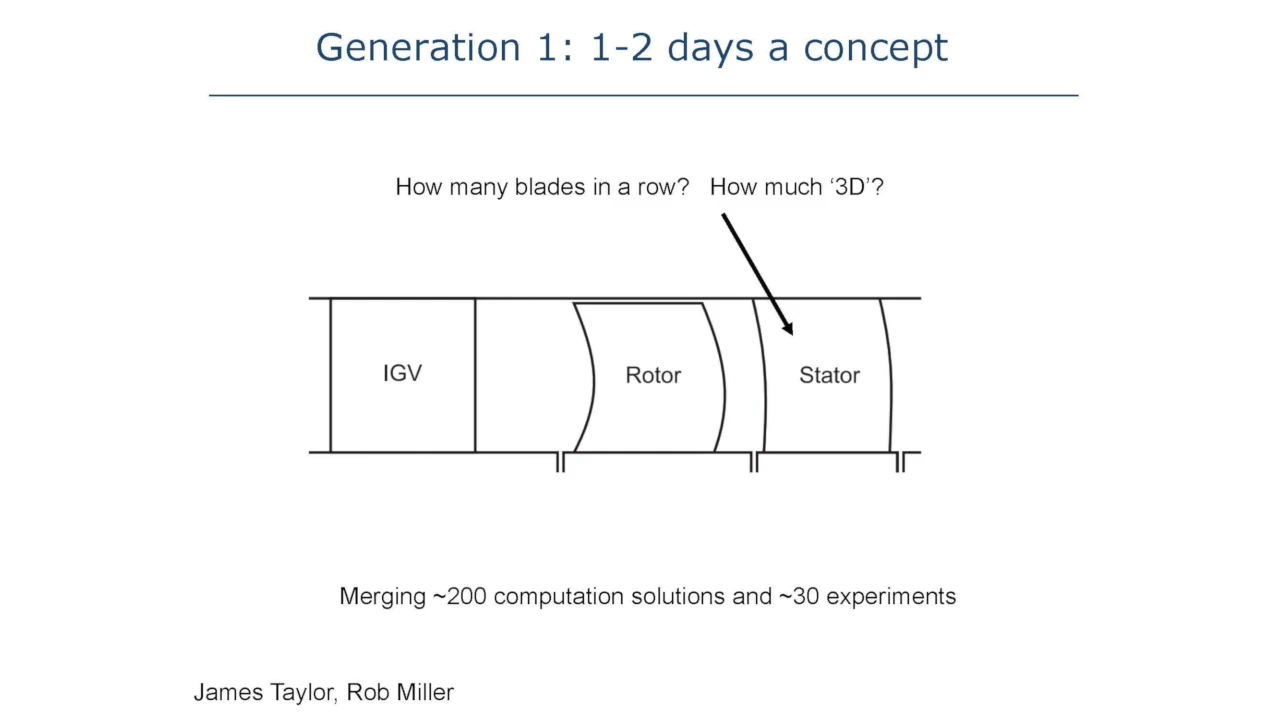 Generation 1: 1-2 days a concept
How many blades in a row? How much ‘3D’?
IGV
Rotor
Stator
Merging ~200 computation solutions and ~30 experiments
James Taylor, Rob Miller